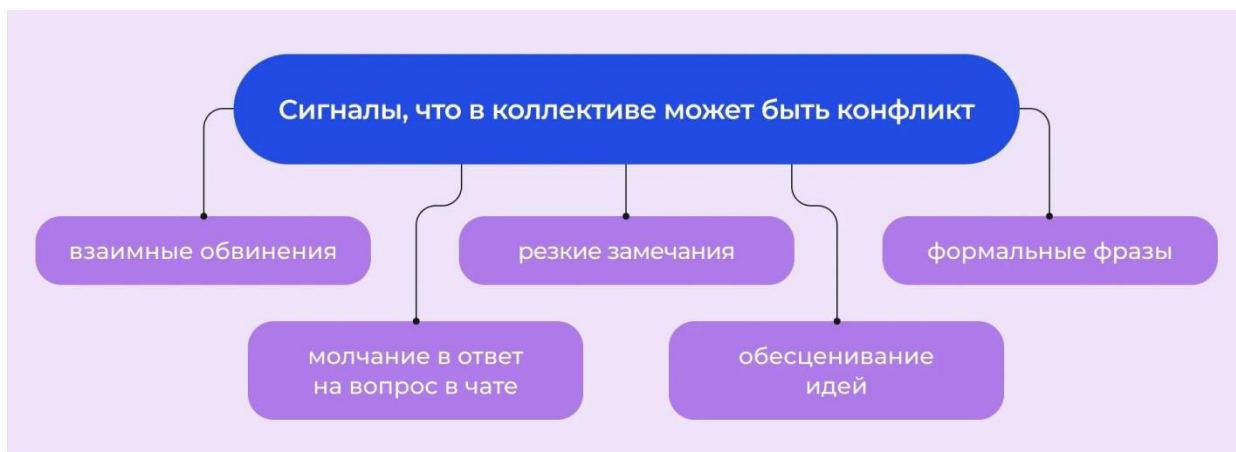 Сигналы, что в коллективе может быть конфликт
взаимные обвинения
резкие замечания
формальные фразы
молчание в ответ
на вопрос в чате
обесценивание
идей